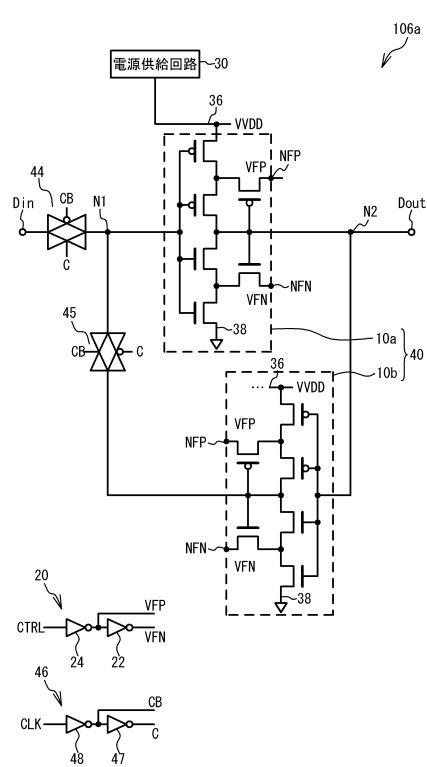 106a
電源供給回路 30
36
VVDD
NFP
VFP
44
CB
Din
N1
N2
Dout
C
NFN
VFN
38
45
CB
C
10a
10b
40
36
VVDD
...
VFP
NFP
NFN
VFN
38
20
VFP
CTRL
VFN
24
22
46
CB
CLK
C
48
47